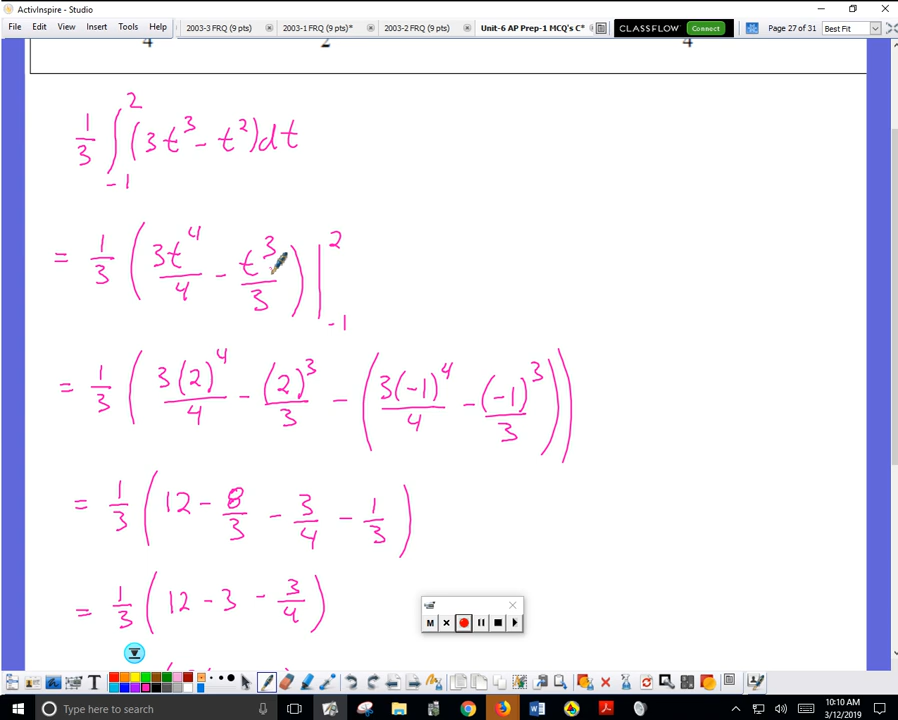 ActivInspire - Studio
File Edit View Insert Tools Help 2003-3 FRQ (9 pts) 2003-1 FRQ (9 pts)* 2003-2 FRQ (9 pts) Unit-6 AP Prep-1 MCQ's C* CLASSFLOW Connect Page 27 of 31 Best Fit
4 2 4
1/3 ∫_{-1}^{2} (3t^3 - t^2)dt
= 1/3 (3t^4/4 - t^3/3) |_{-1}^{2}
= 1/3 (3(2)^4/4 - (2)^3/3 - (3(-1)^4/4 - (-1)^3/3))
= 1/3 (12 - 8/3 - 3/4 - 1/3)
= 1/3 (12 - 3 - 3/4)
M
T
Type here to search
10:10 AM
3/12/2019